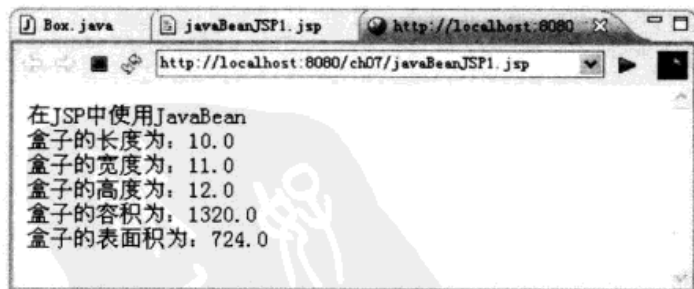 Box.java
javaBeanJSP1.jsp
http://localhost:8080
http://localhost:8080/ch07/javaBeanJSP1.jsp
在JSP中使用JavaBean
盒子的长度为：10.0
盒子的宽度为：11.0
盒子的高度为：12.0
盒子的容积为：1320.0
盒子的表面积为：724.0